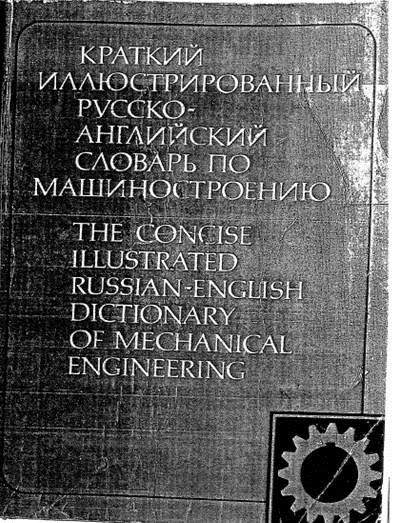 КРАТКИЙ
ИЛЛЮСТРИРОВАННЫЙ
РУССКО-
АНГЛИЙСКИЙ
СЛОВАРЬ ПО
МАШИНОСТРОЕНИЮ
THE CONCISE
ILLUSTRATED
RUSSIAN-ENGLISH
DICTIONARY
OF MECHANICAL
ENGINEERING